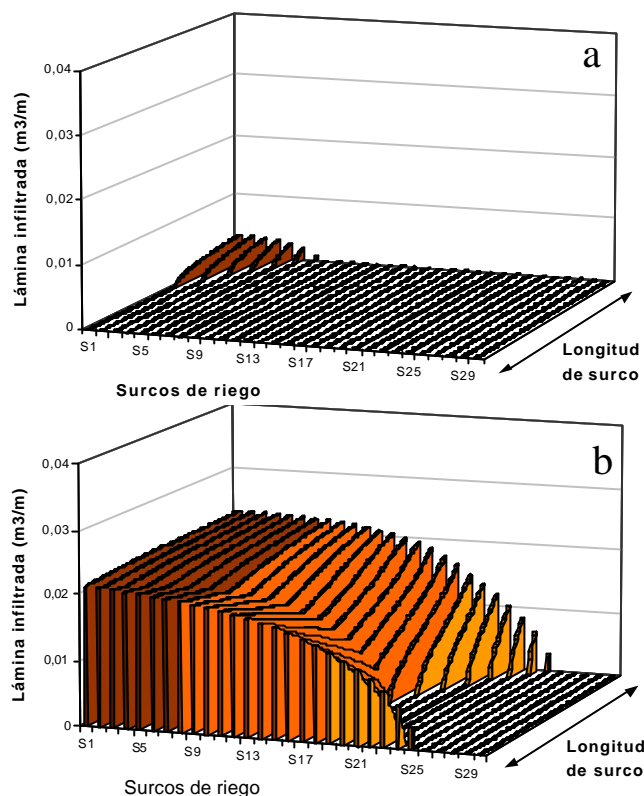 a
0,04
0,03
0,02
0,01
0
Lámina infiltrada (m3/m)
S1
S5
S9
S13
S17
S21
S25
S29
Surcos de riego
Longitud
de surco
b
0,04
0,03
0,02
0,01
0
Lámina infiltrada (m3/m)
S1
S5
S9
S13
S17
S21
S25
S29
Surcos de riego
Longitud
de surco